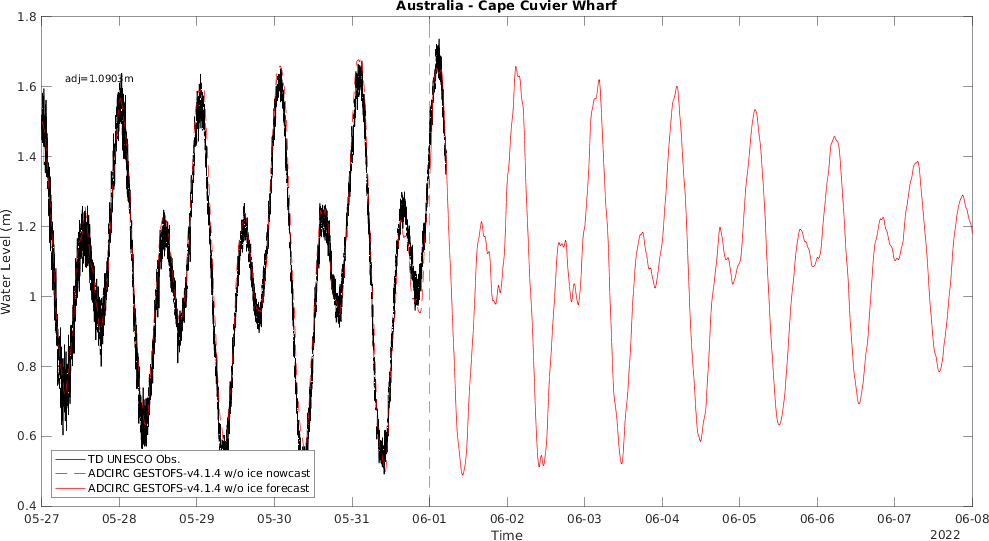 Australia - Cape Cuvier Wharf
1.8
1.6
1.4
1.2
1
0.8
0.6
0.4
Water Level (m)
adj=1.0903m
TD UNESCO Obs.
ADCIRC GESTOFS-v4.1.4 w/o ice nowcast
ADCIRC GESTOFS-v4.1.4 w/o ice forecast
05-27 05-28 05-29 05-30 05-31 06-01 06-02 06-03 06-04 06-05 06-06 06-07 06-08
Time
2022